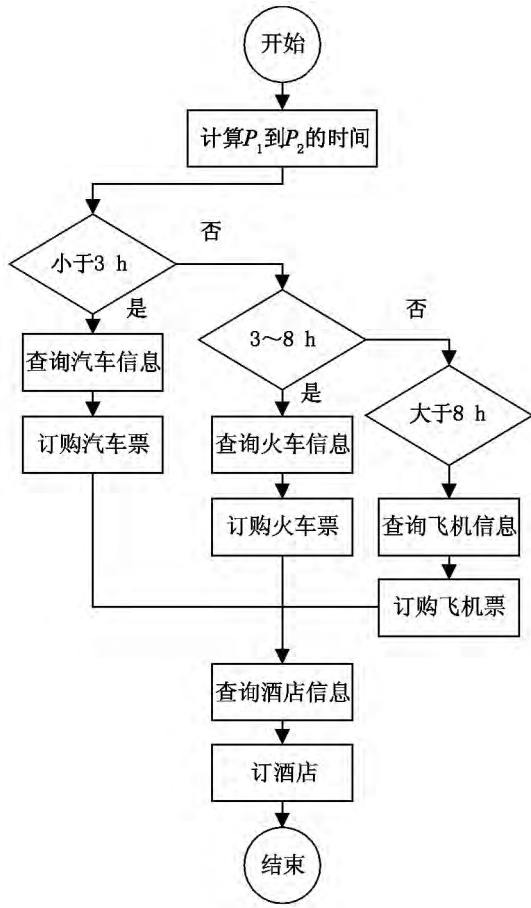 开始
计算P₁到P₂的时间
小于3 h
否
是
查询汽车信息
订购汽车票
3～8 h
否
是
查询火车信息
订购火车票
大于8 h
查询飞机信息
订购飞机票
查询酒店信息
订酒店
结束